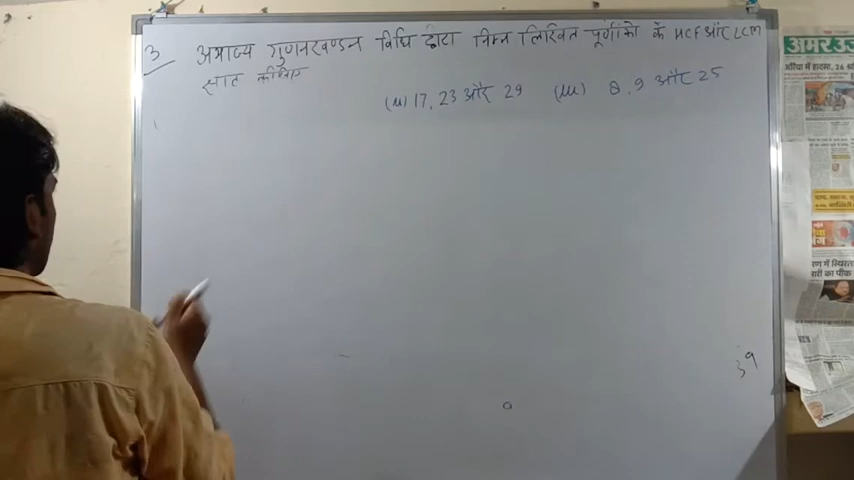 3 अभाज्य गुणनखण्डन विधि द्वारा निम्न लिखित पूर्णांको के HCF और LCM
ज्ञात कीजिए
(ii) 17, 23 और 29 (iii) 8, 9 और 25
अमर उज